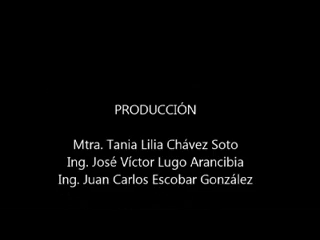 PRODUCCIÓN
Mtra. Tania Lilia Chávez Soto
Ing. José Víctor Lugo Arancibia
Ing. Juan Carlos Escobar González